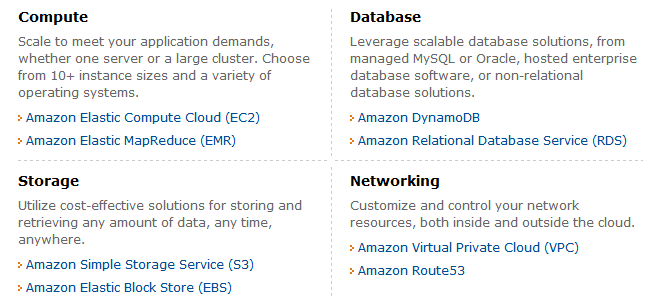 Compute
Scale to meet your application demands,
whether one server or a large cluster. Choose
from 10+ instance sizes and a variety of
operating systems.
Amazon Elastic Compute Cloud (EC2)
Amazon Elastic MapReduce (EMR)
Database
Leverage scalable database solutions, from
managed MySQL or Oracle, hosted enterprise
database software, or non-relational
database solutions.
Amazon DynamoDB
Amazon Relational Database Service (RDS)
Storage
Utilize cost-effective solutions for storing and
retrieving any amount of data, any time,
anywhere.
Amazon Simple Storage Service (S3)
Amazon Elastic Block Store (EBS)
Networking
Customize and control your network
resources, both inside and outside the cloud.
Amazon Virtual Private Cloud (VPC)
Amazon Route53